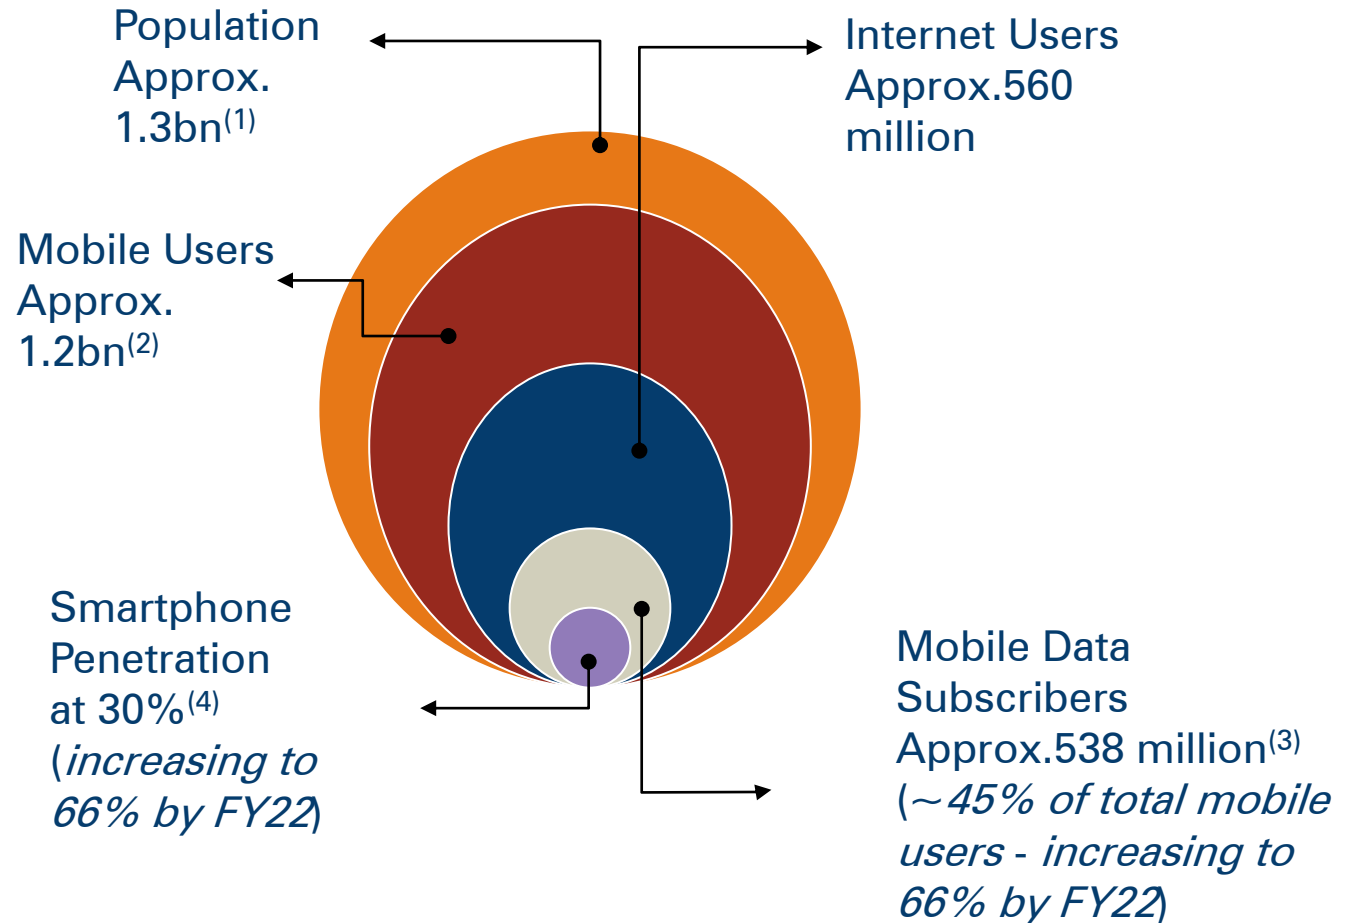 Population
Approx.
1.3bn(1)
Internet Users
Approx.560
million
Mobile Users
Approx.
1.2bn(2)
Smartphone
Penetration
at 30%(4)
(increasing to
66% by FY22)
Mobile Data
Subscribers
Approx.538 million(3)
(~45% of total mobile
users - increasing to
66% by FY22)